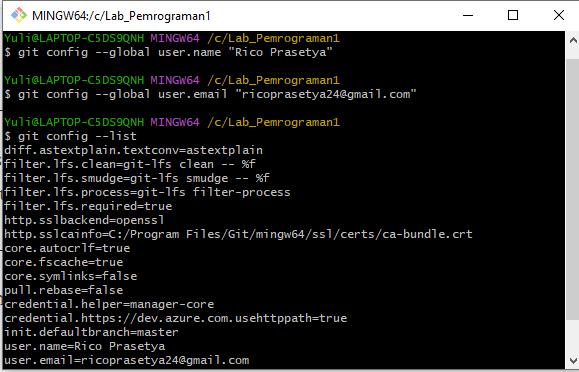 MINGW64:/c/Lab_Pemrograman1
Yuli@LAPTOP-C5DS9QNH MINGW64 /c/Lab_Pemrograman1
$ git config --global user.name "Rico Prasetya"
Yuli@LAPTOP-C5DS9QNH MINGW64 /c/Lab_Pemrograman1
$ git config --global user.email "ricoprasetya24@gmail.com"
Yuli@LAPTOP-C5DS9QNH MINGW64 /c/Lab_Pemrograman1
$ git config --list
diff.astextplain.textconv=astextplain
filter.lfs.clean=git-lfs clean -- %f
filter.lfs.smudge=git-lfs smudge -- %f
filter.lfs.process=git-lfs filter-process
filter.lfs.required=true
http.sslbackend=openssl
http.sslcainfo=C:/Program Files/Git/mingw64/ssl/certs/ca-bundle.crt
core.autocrlf=true
core.fscache=true
core.symlinks=false
pull.rebase=false
credential.helper=manager-core
credential.https://dev.azure.com.usehttppath=true
init.defaultbranch=master
user.name=Rico Prasetya
user.email=ricoprasetya24@gmail.com